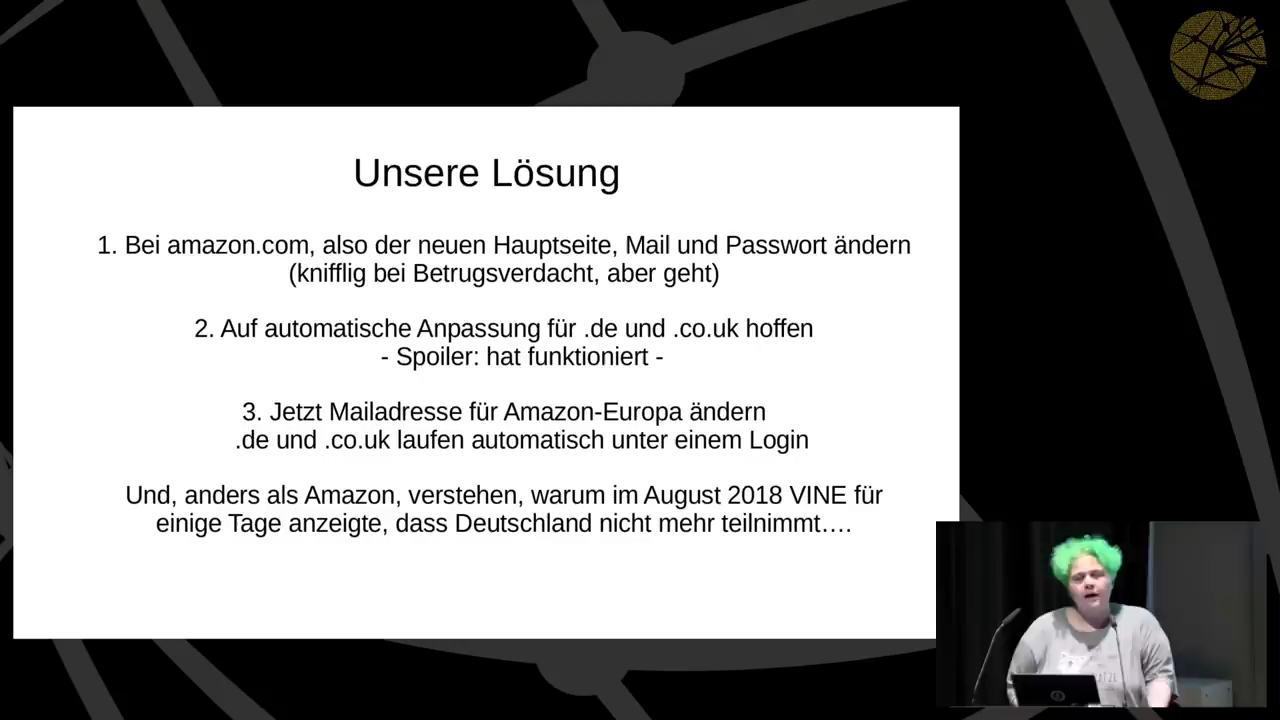 Unsere Lösung
1. Bei amazon.com, also der neuen Hauptseite, Mail und Passwort ändern
(knifflig bei Betrugsverdacht, aber geht)
2. Auf automatische Anpassung für .de und .co.uk hoffen
- Spoiler: hat funktioniert -
3. Jetzt Mailadresse für Amazon-Europa ändern
.de und .co.uk laufen automatisch unter einem Login
Und, anders als Amazon, verstehen, warum im August 2018 VINE für
einige Tage anzeigte, dass Deutschland nicht mehr teilnimmt….